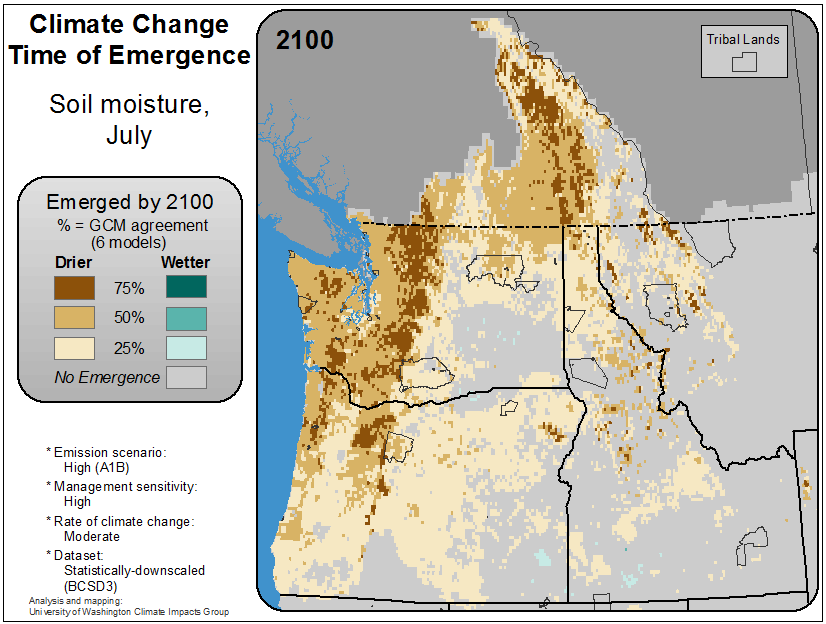 Climate Change
Time of Emergence
Soil moisture,
July
2100
Tribal Lands
Emerged by 2100
% = GCM agreement
(6 models)
Drier Wetter
75%
50%
25%
No Emergence
* Emission scenario:
High (A1B)
* Management sensitivity:
High
* Rate of climate change:
Moderate
* Dataset:
Statistically-downscaled
(BCSD3)
Analysis and mapping:
University of Washington Climate Impacts Group